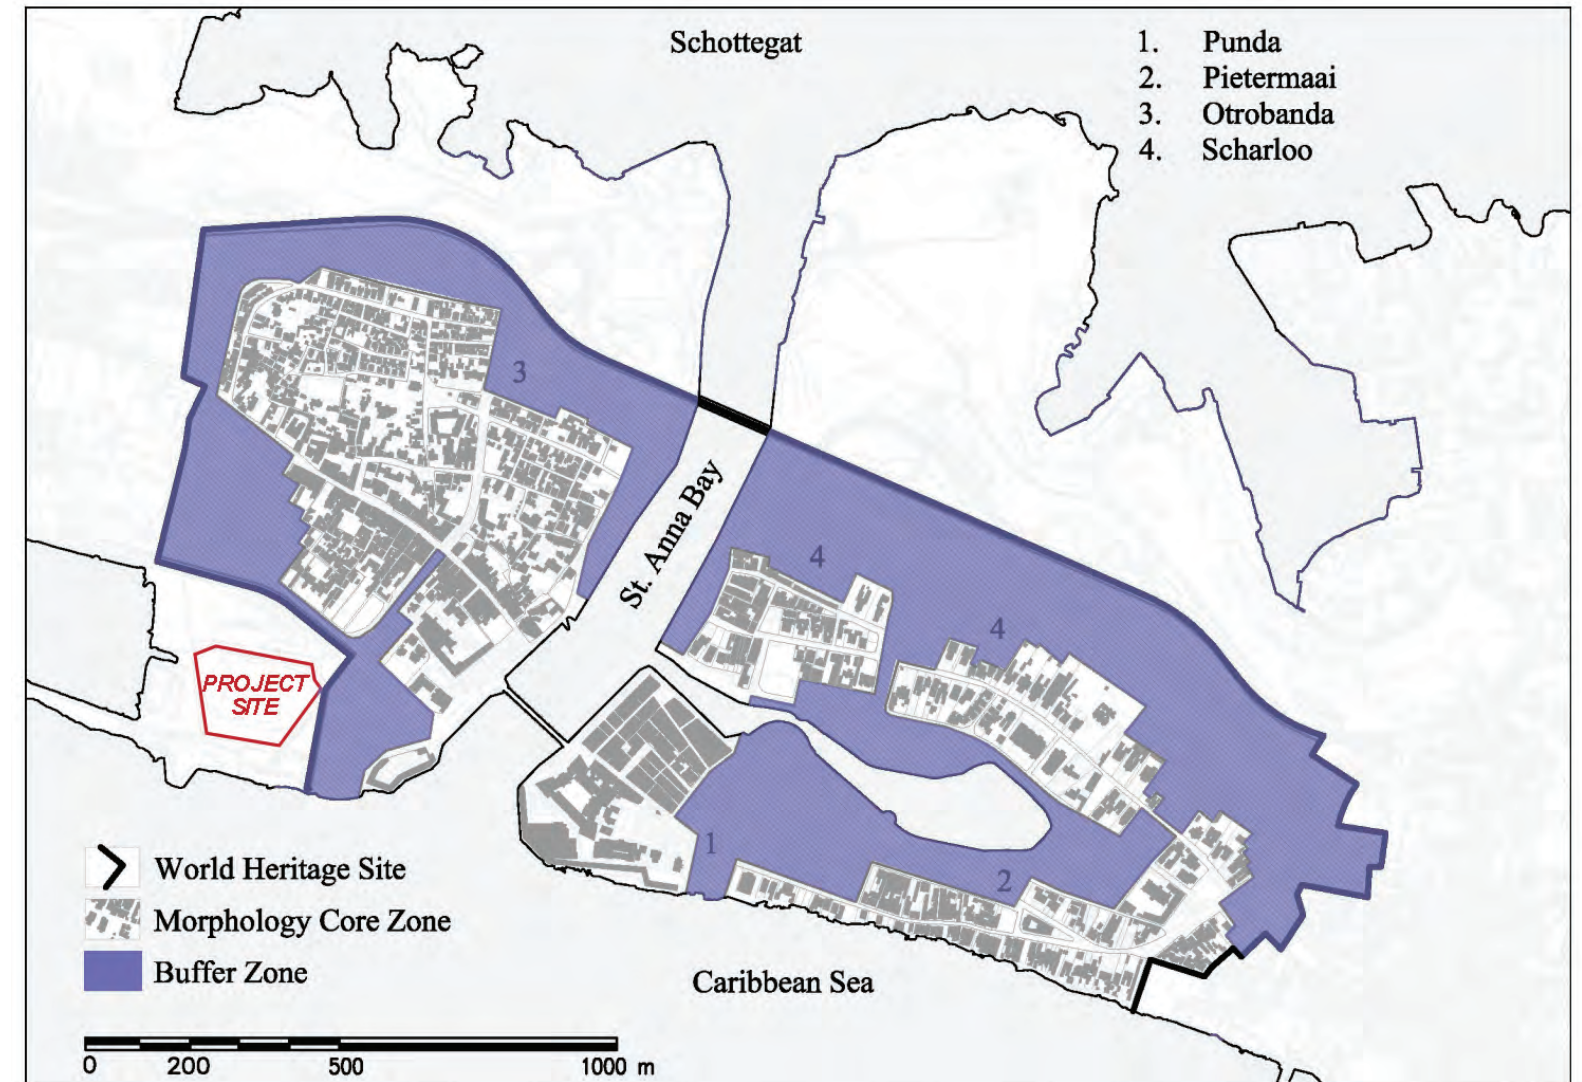 Schottegat
1. Punda
2. Pietermaai
3. Otrobanda
4. Scharloo
3
St. Anna Bay
4
4
PROJECT
SITE
1
2
World Heritage Site
Morphology Core Zone
Buffer Zone
Caribbean Sea
0 200 500 1000 m